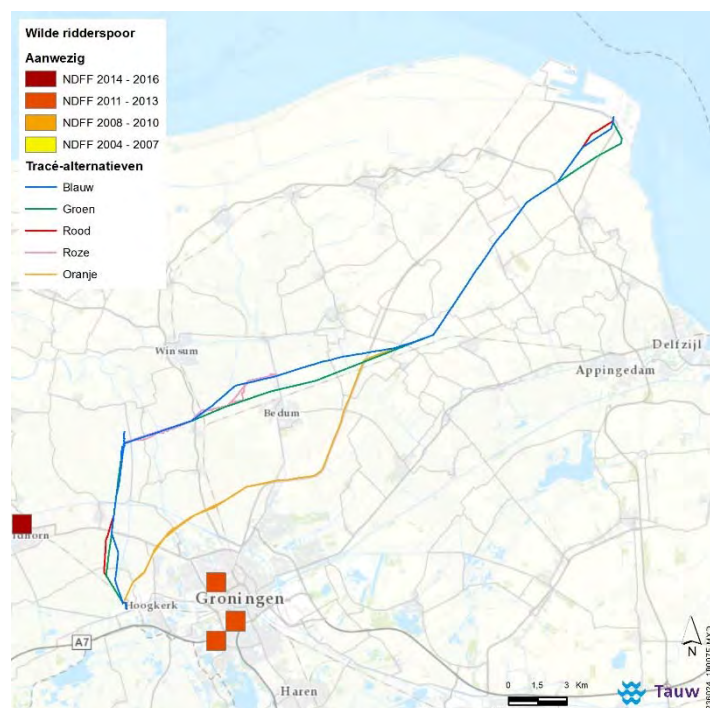 Wilde ridderspoor
Aanwezig
NDFF 2014 - 2016
NDFF 2011 - 2013
NDFF 2008 - 2010
NDFF 2004 - 2007
Tracé-alternatieven
Blauw
Groen
Rood
Roze
Oranje
Winsum
Delfzijl
Appingedam
Bedum
Hoogkerk
Groningen
A7
Haren
N
0 1,5 3 Km
Tauw